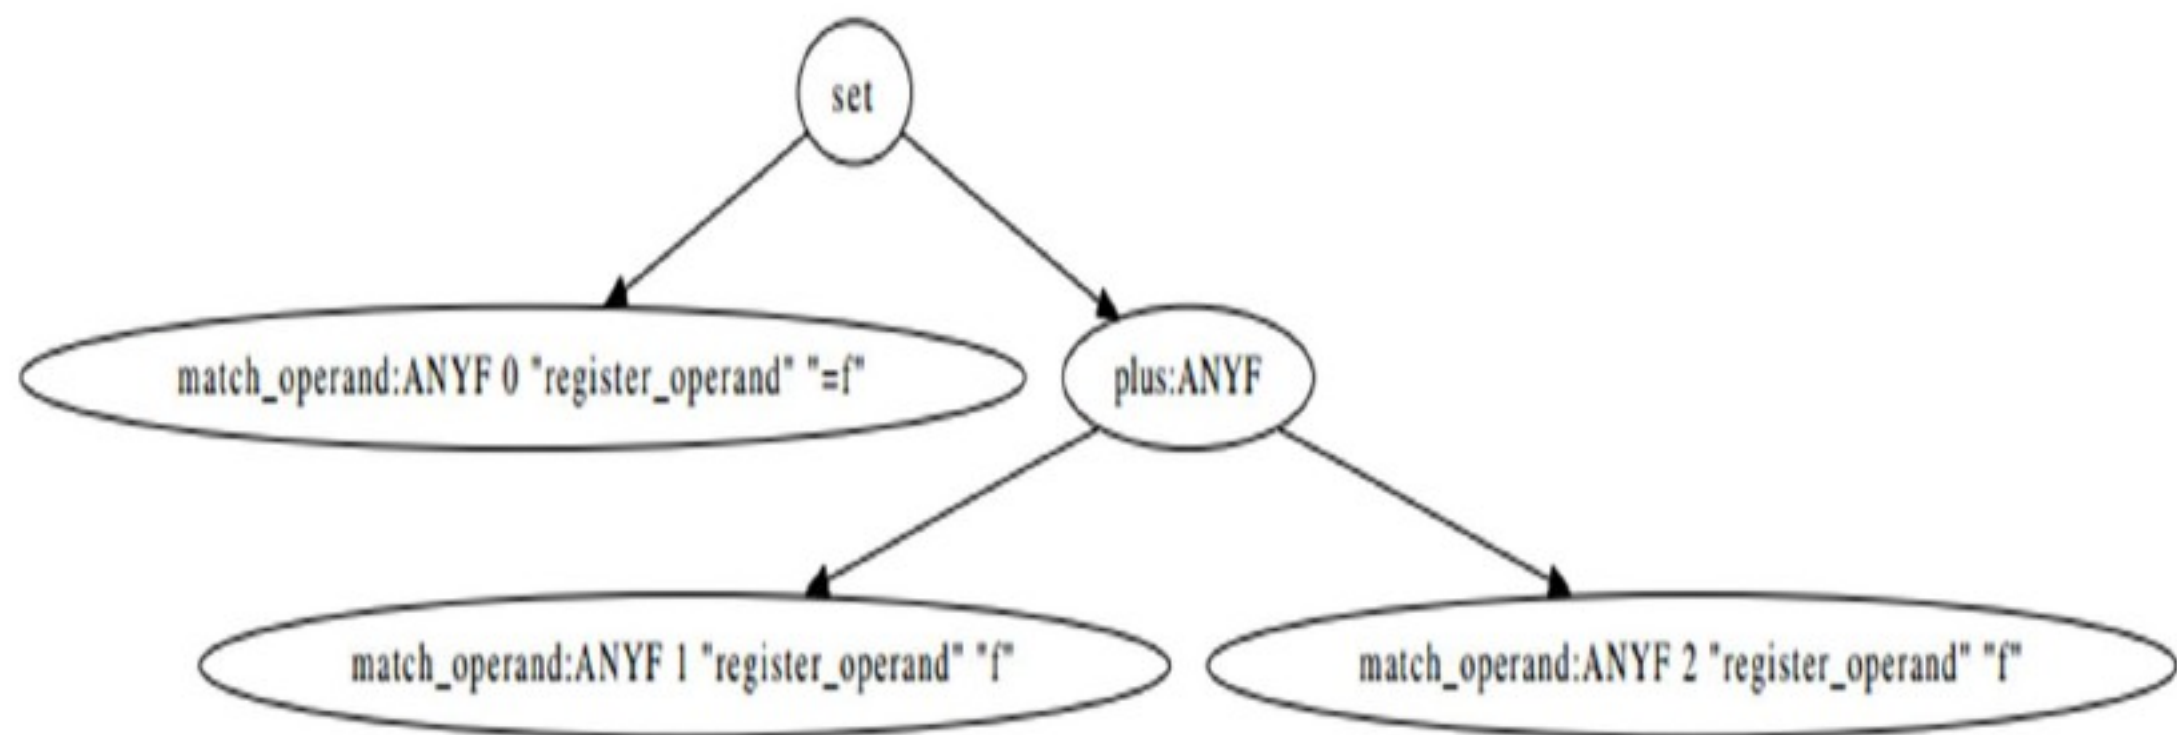 set
match_operand:ANYF 0 "register_operand" "=f"
plus:ANYF
match_operand:ANYF 1 "register_operand" "f"
match_operand:ANYF 2 "register_operand" "f"